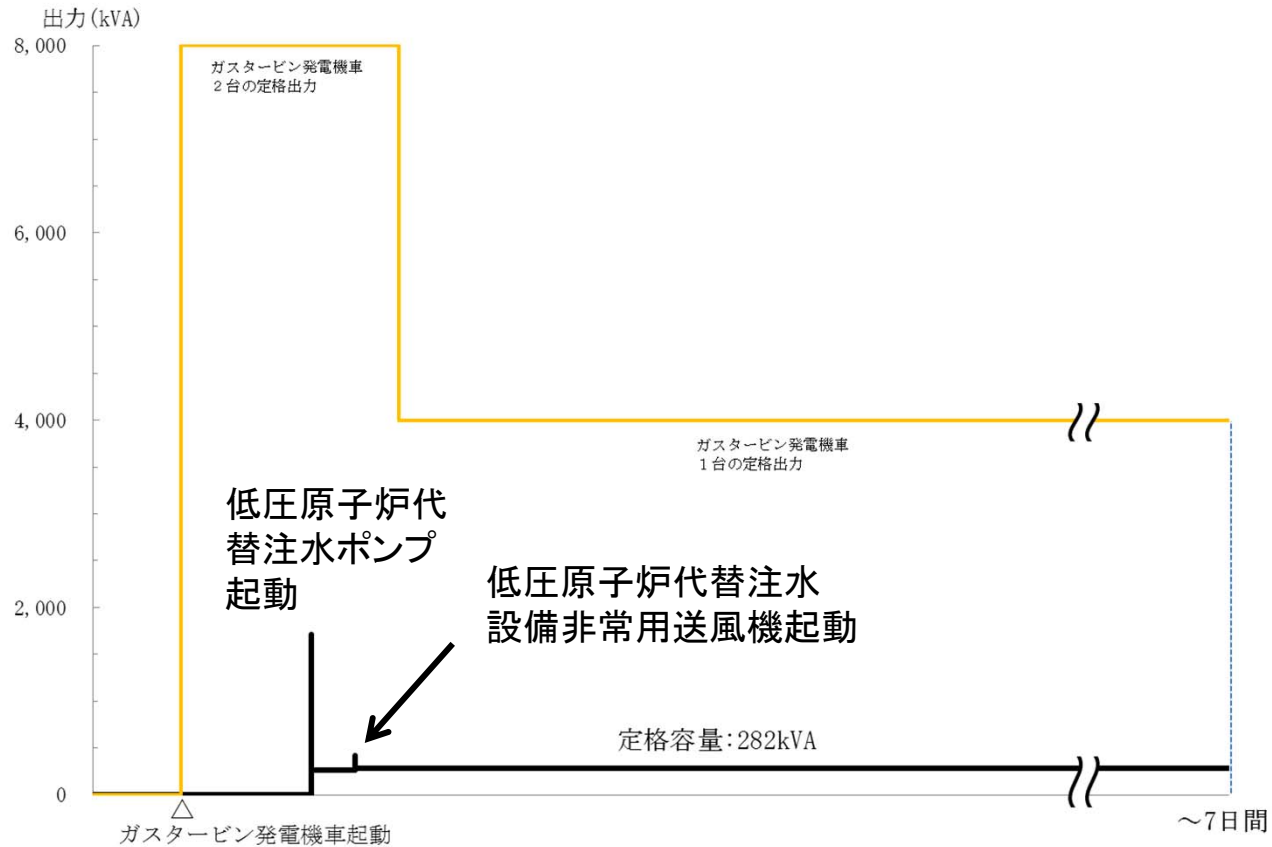 出力(kVA)
8,000
ガスタービン発電機車
2台の定格出力
6,000
4,000
ガスタービン発電機車
1台の定格出力
低圧原子炉代
替注水ポンプ
起動
低圧原子炉代替注水
設備非常用送風機起動
2,000
定格容量:282kVA
0
△
ガスタービン発電機車起動
～7日間